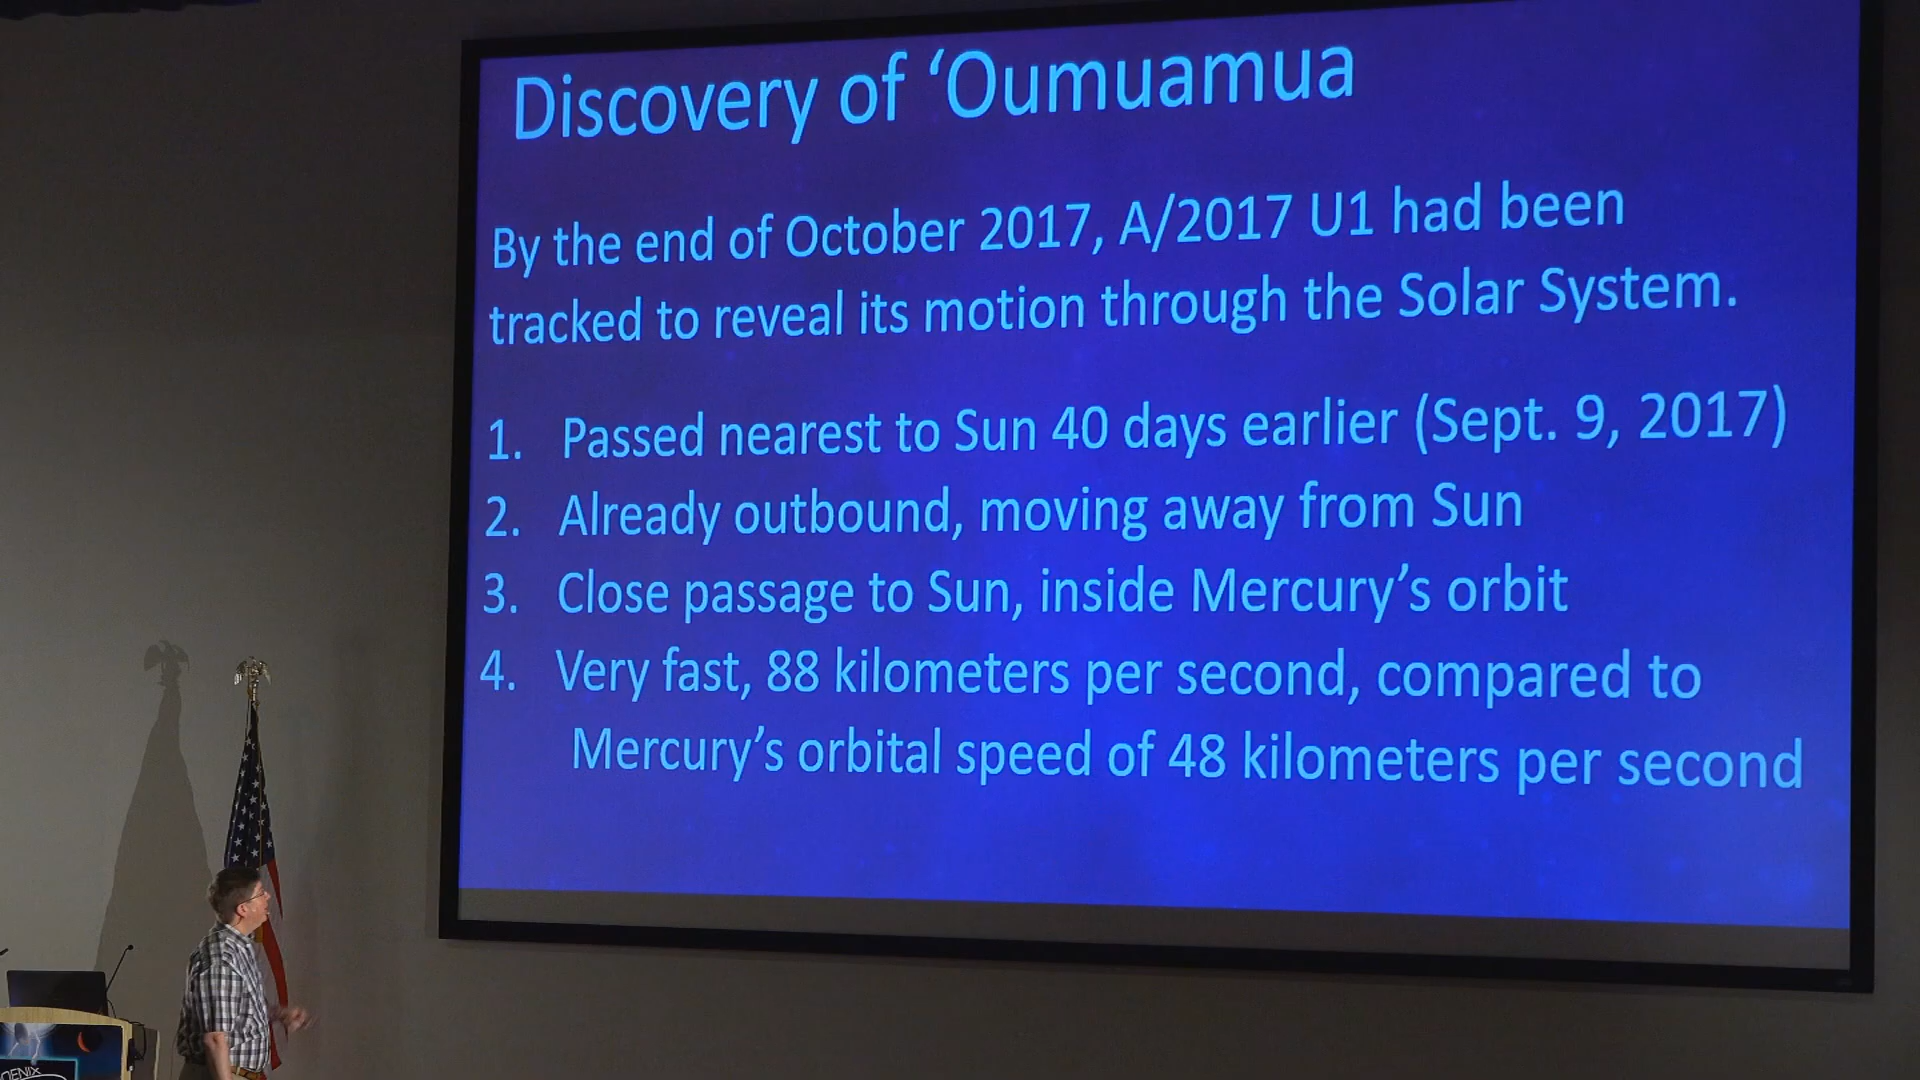 Discovery of ‘Oumuamua
By the end of October 2017, A/2017 U1 had been
tracked to reveal its motion through the Solar System.
1. Passed nearest to Sun 40 days earlier (Sept. 9, 2017)
2. Already outbound, moving away from Sun
3. Close passage to Sun, inside Mercury’s orbit
4. Very fast, 88 kilometers per second, compared to
Mercury’s orbital speed of 48 kilometers per second
OENIX